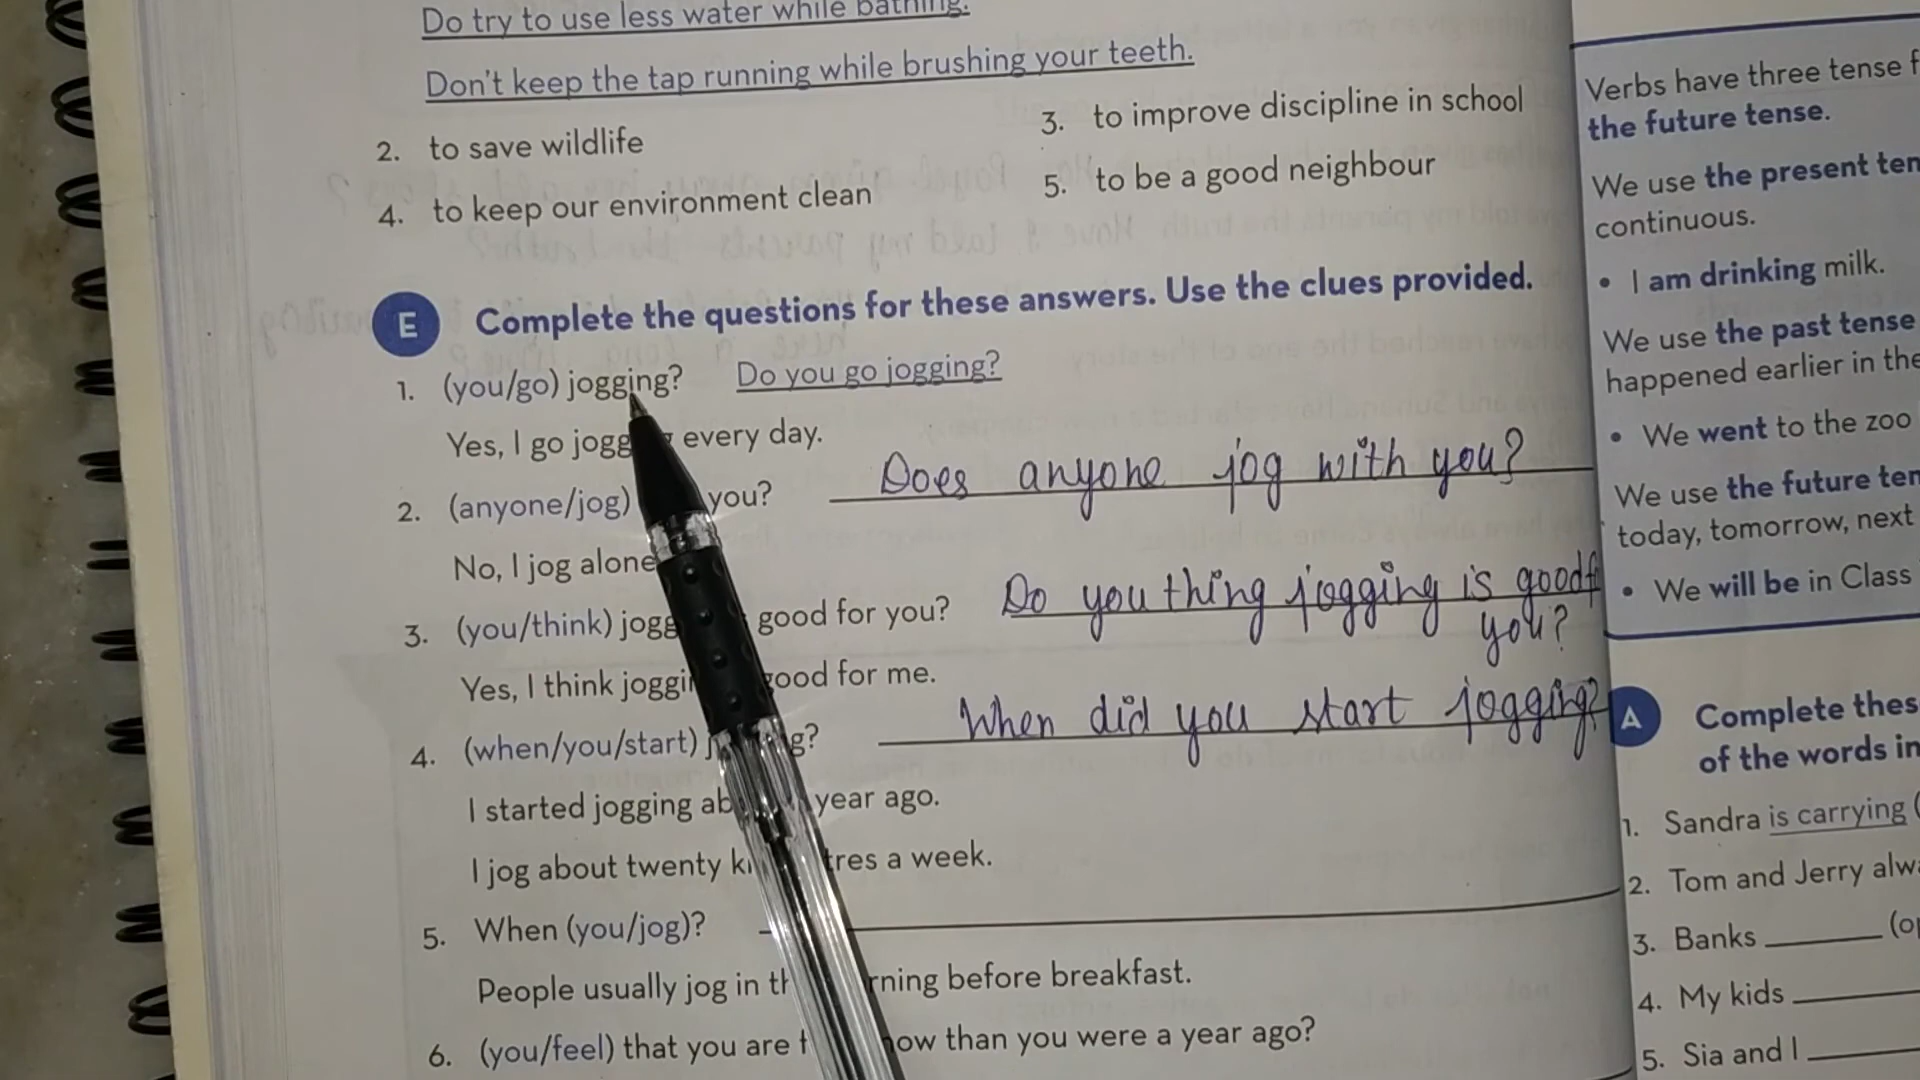 Do try to use less water while bathing.
Don't keep the tap running while brushing your teeth.
2. to save wildlife
3. to improve discipline in school
4. to keep our environment clean
5. to be a good neighbour
E Complete the questions for these answers. Use the clues provided.
1. (you/go) jogging? Do you go jogging?
Yes, I go jogg every day.
2. (anyone/jog) you? Does anyone jog with you?
No, I jog alone
3. (you/think) jogg good for you? Do you thing jogging is good
you?
Yes, I think joggi good for me.
4. (when/you/start) g? When did you start jogging?
I started jogging ab year ago.
I jog about twenty ki tres a week.
5. When (you/jog)?
People usually jog in th rning before breakfast.
6. (you/feel) that you are now than you were a year ago?
Verbs have three tense f
the future tense.
We use the present ten
continuous.
• I am drinking milk.
We use the past tense
happened earlier in the
• We went to the zoo
We use the future ten
today, tomorrow, next
• We will be in Class
A Complete thes
of the words in
1. Sandra is carrying (
2. Tom and Jerry alw
3. Banks ______ (op
4. My kids ______
5. Sia and I ______